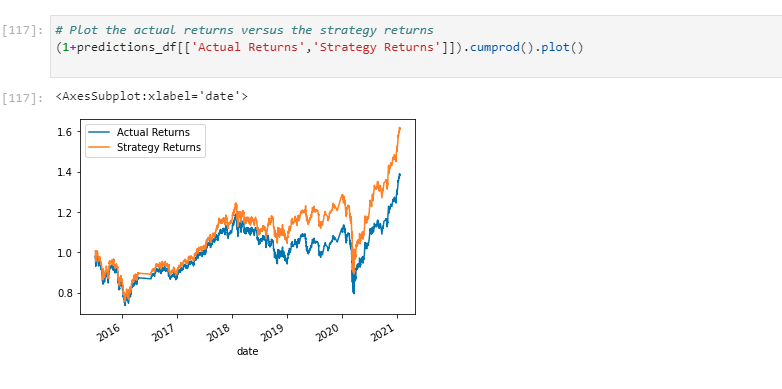 [117]: # Plot the actual returns versus the strategy returns
(1+predictions_df[['Actual Returns','Strategy Returns']]).cumprod().plot()
[117]: <AxesSubplot:xlabel='date'>
Actual Returns
Strategy Returns
1.6
1.4
1.2
1.0
0.8
2016 2017 2018 2019 2020 2021
date